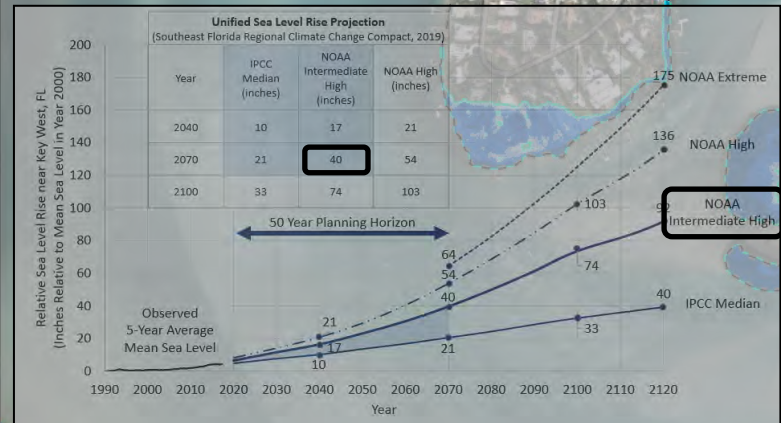 Unified Sea Level Rise Projection
(Southeast Florida Regional Climate Change Compact, 2019)
Year
IPCC
Median
(inches)
NOAA
Intermediate
High
(inches)
NOAA High
(inches)
2040 10 17 21
2070 21 40 54
2100 33 74 103
Relative Sea Level Rise near Key West, FL
(Inches Relative to Mean Sea Level in Year 2000)
200
180
160
140
120
100
80
60
40
20
0
50 Year Planning Horizon
Observed
5-Year Average
Mean Sea Level
175 NOAA Extreme
136
NOAA High
103
92
NOAA
Intermediate High
74
64
54
40
40
IPCC Median
33
21
21
17
10
1990 2000 2010 2020 2030 2040 2050 2060 2070 2080 2090 2100 2110 2120
Year